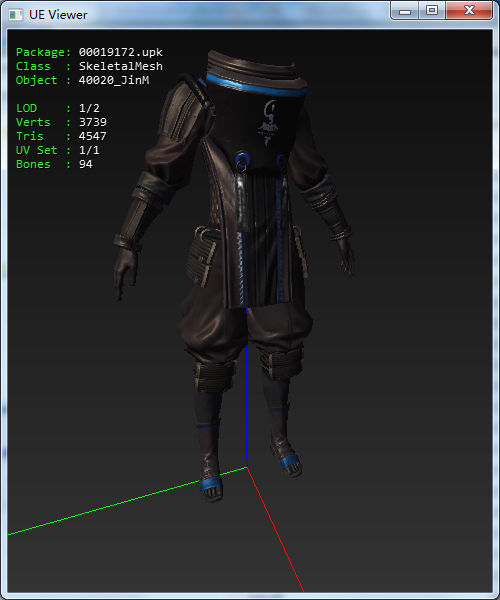 UE Viewer
Package: 00019172.upk
Class : SkeletalMesh
Object : 40020_JinM
LOD : 1/2
Verts : 3739
Tris : 4547
UV Set : 1/1
Bones : 94